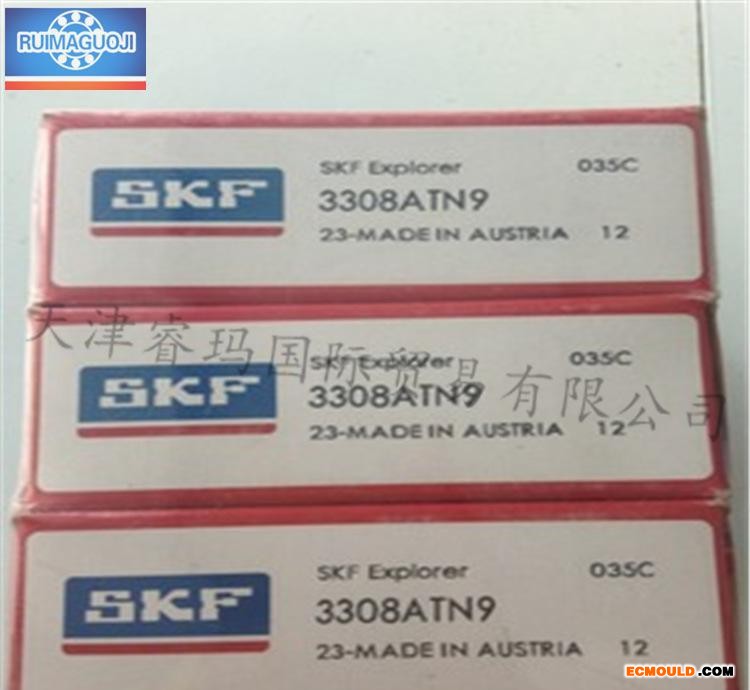 RUIMAGUOJI
SKF
SKF Explorer 035C
3308ATN9
23-MADE IN AUSTRIA 12
天津睿玛国际贸易有限公司
SKF
SKF Explorer 035C
3308ATN9
23-MADE IN AUSTRIA 12
SKF
SKF Explorer 035C
3308ATN9
23-MADE IN AUSTRIA 12
ECMOULD.COM